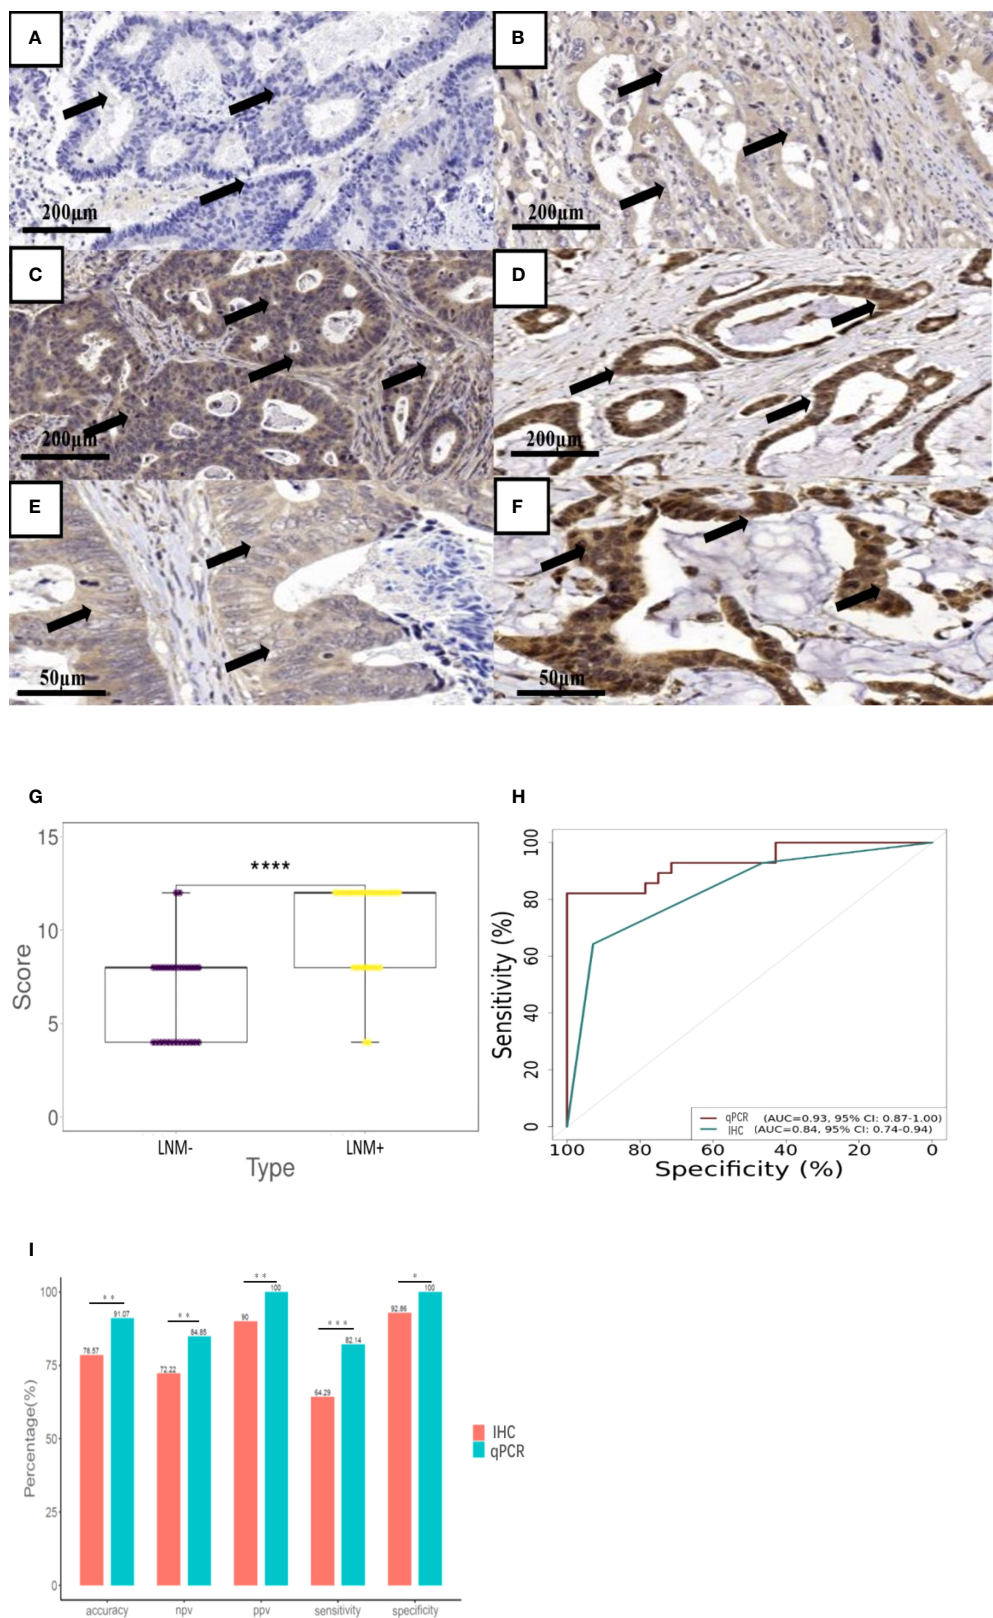 A
B
200μm
200μm
C
D
200μm
200μm
E
F
50μm
50μm
G
H
15
10
5
0
Score
****
LNM-
LNM+
Type
100
80
60
40
20
0
Sensitivity (%)
qPCR (AUC=0.93, 95% CI: 0.87-1.00)
IHC (AUC=0.84, 95% CI: 0.74-0.94)
100 80 60 40 20 0
Specificity (%)
I
100
75
50
25
0
Percentage(%)
** ** ** *** *
78.57 91.07 72.22 84.85 90 100 64.29 82.14 92.86 100
accuracy npv ppv sensitivity specificity
IHC
qPCR